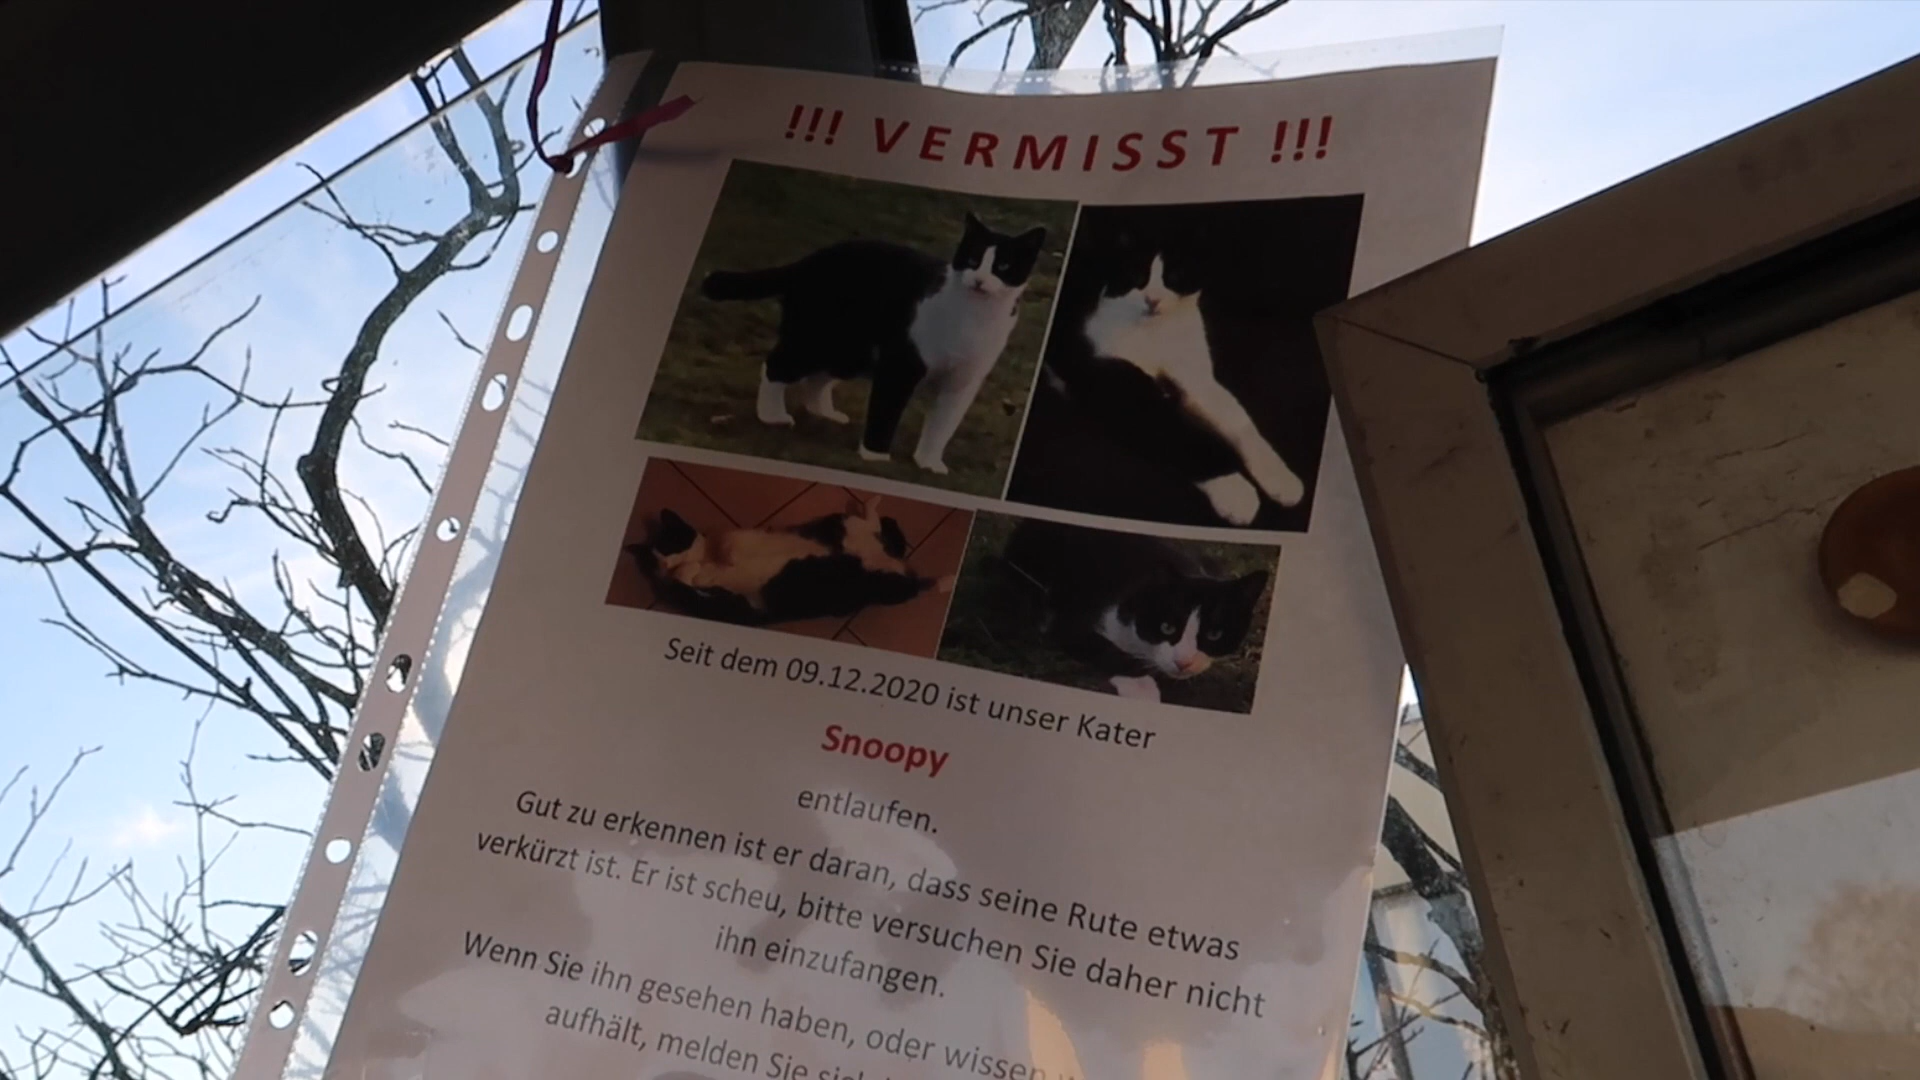 !!! VERMISST !!!
Seit dem 09.12.2020 ist unser Kater
Snoopy
entlaufen.
Gut zu erkennen ist er daran, dass seine Rute etwas
verkürzt ist. Er ist scheu, bitte versuchen Sie daher nicht
ihn einzufangen.
Wenn Sie ihn gesehen haben, oder wissen
aufhält, melden Sie